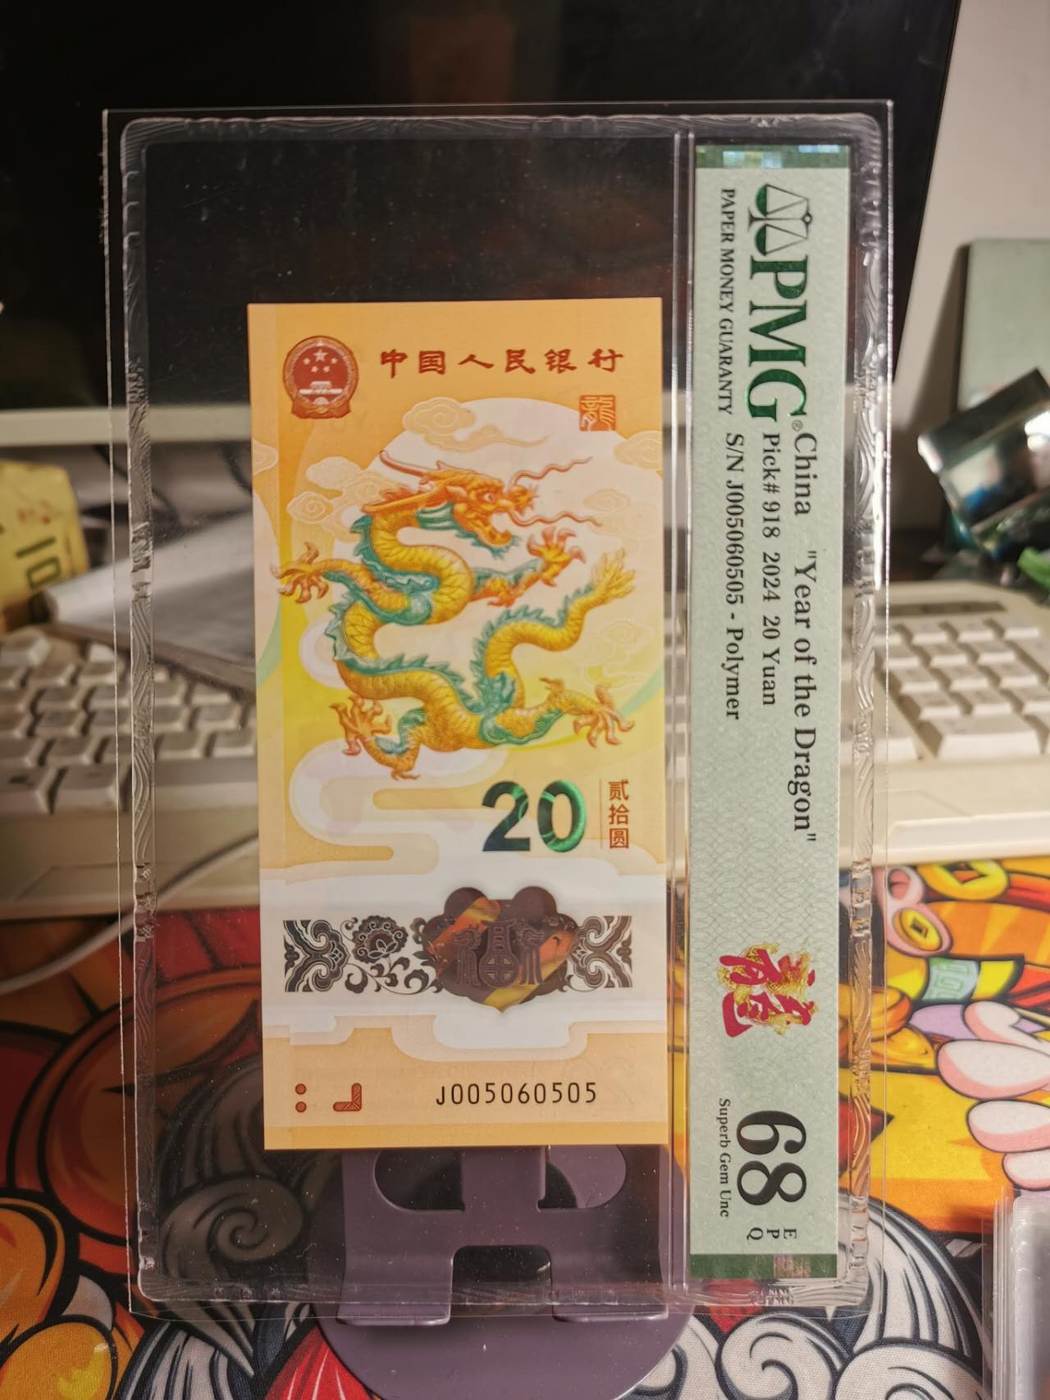 中国人民银行
龍
20
贰拾圆
J005060505
PMG®
PAPER MONEY GUARANTY
China "Year of the Dragon"
Pick# 918 2024 20 Yuan
S/N J005060505 - Polymer
68
EPQ
Superb Gem Unc